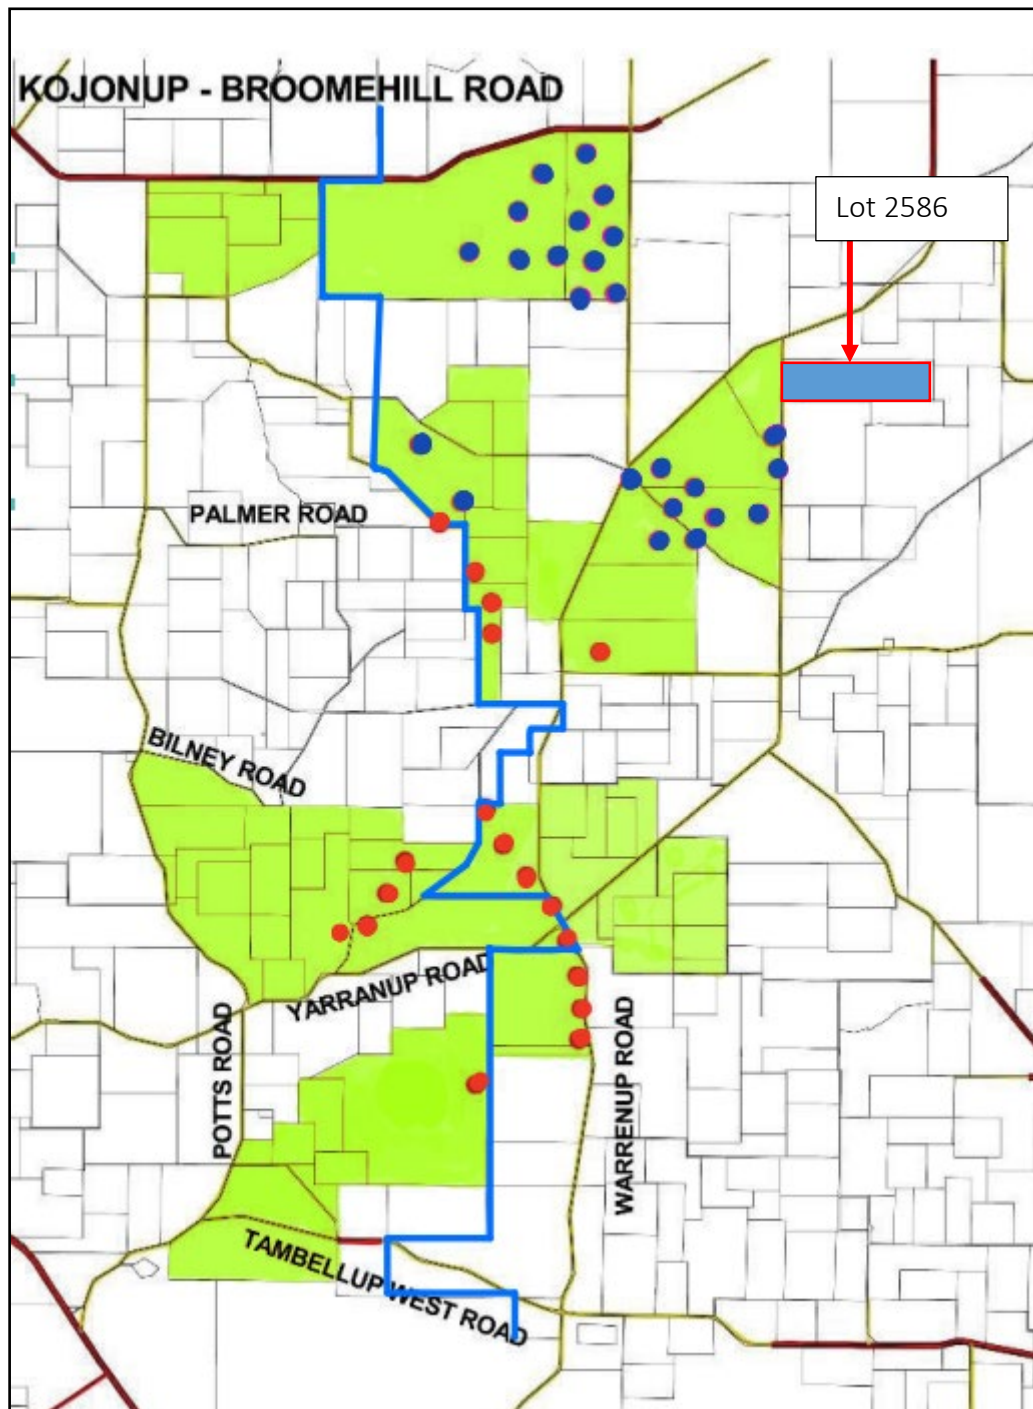 KOJONUP - BROOMEHILL ROAD
Lot 2586
PALMER ROAD
BILNEY ROAD
YARRANUP ROAD
POTTS ROAD
WARRENUP ROAD
TAMBELLUP WEST ROAD